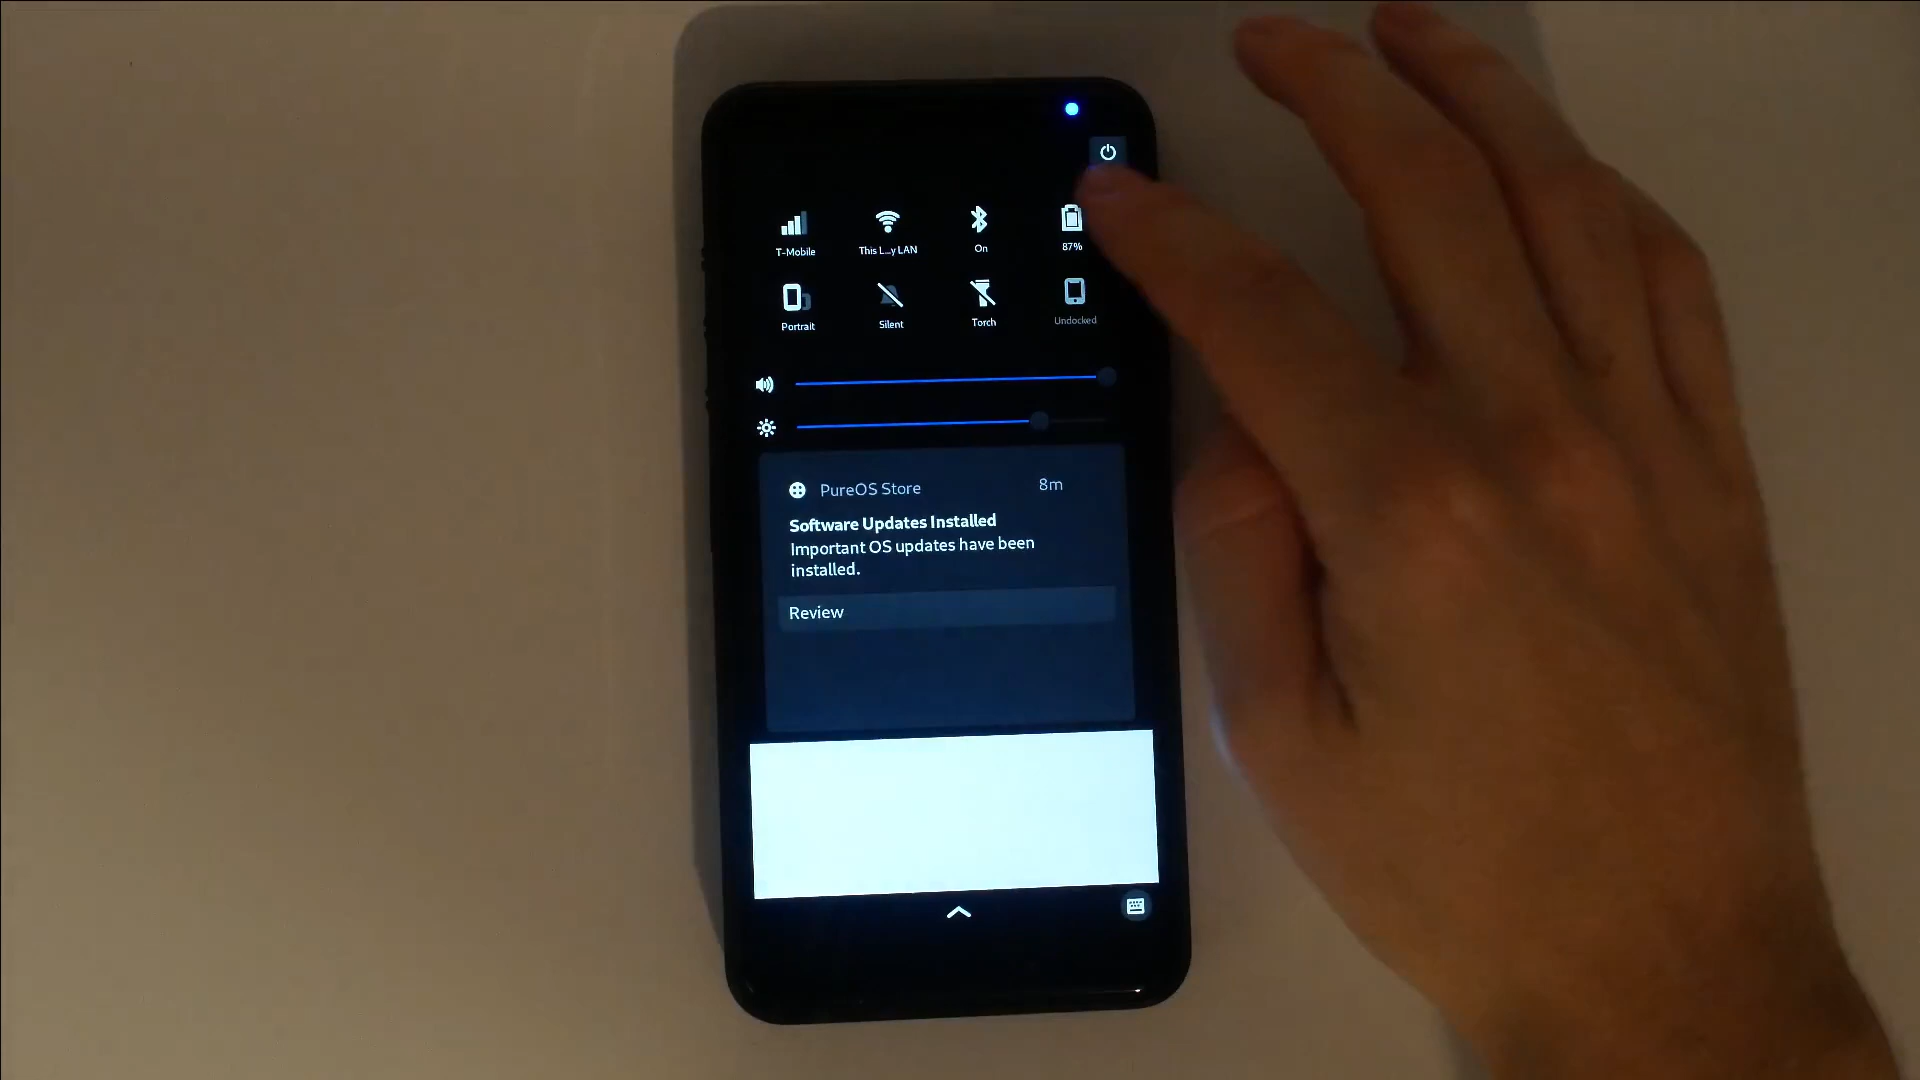 T-Mobile
This L...y LAN
On
87%
Portrait
Silent
Torch
Undocked
PureOS Store
8m
Software Updates Installed
Important OS updates have been
installed.
Review